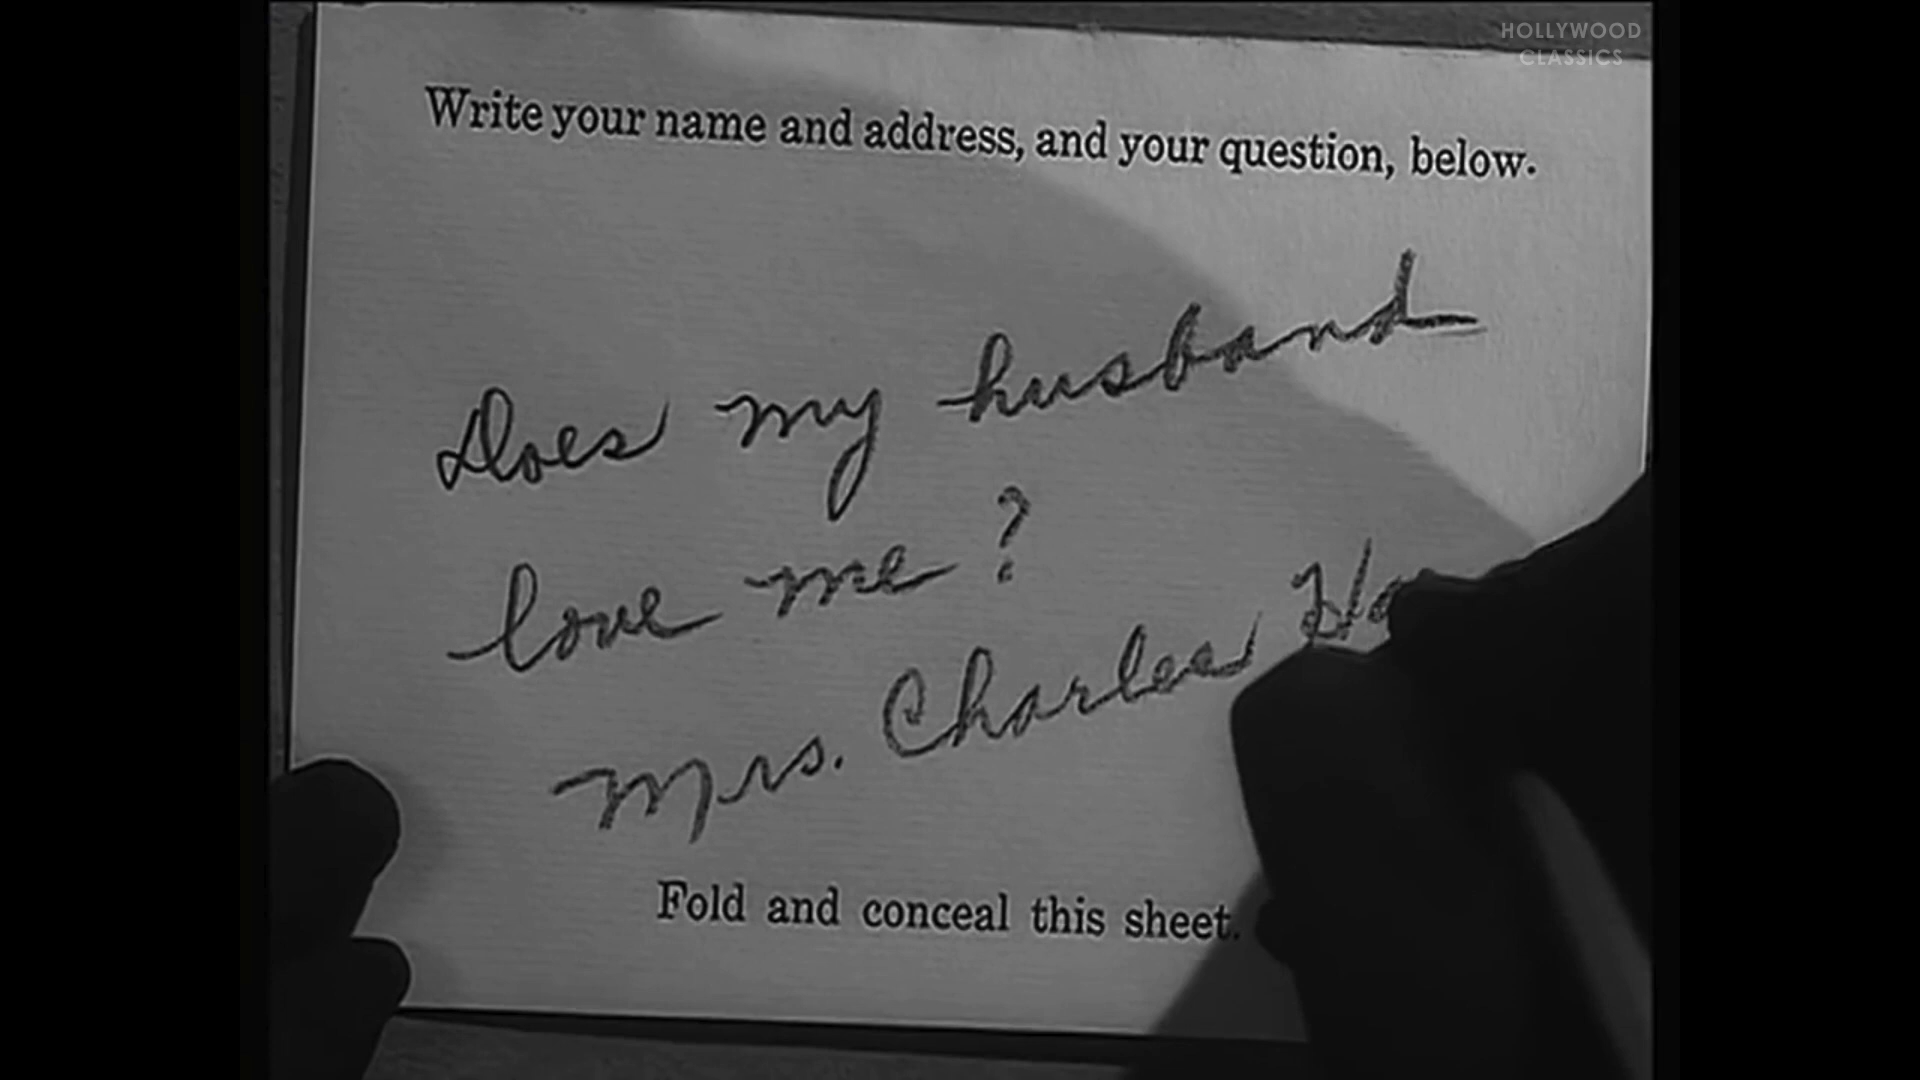 HOLLYWOOD
CLASSICS
Write your name and address, and your question, below.
Does my husband
love me?
Mrs. Charles
Fold and conceal this sheet.